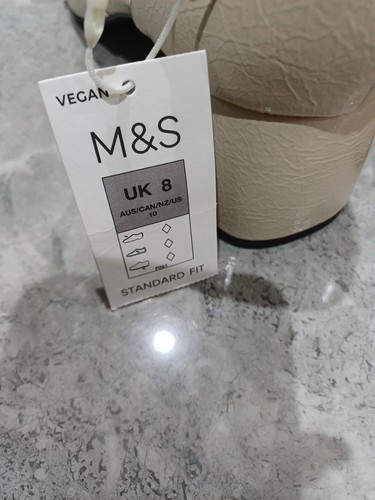 VEGAN
M&S
UK 8
AUS/CAN/NZ/US
10
STANDARD FIT